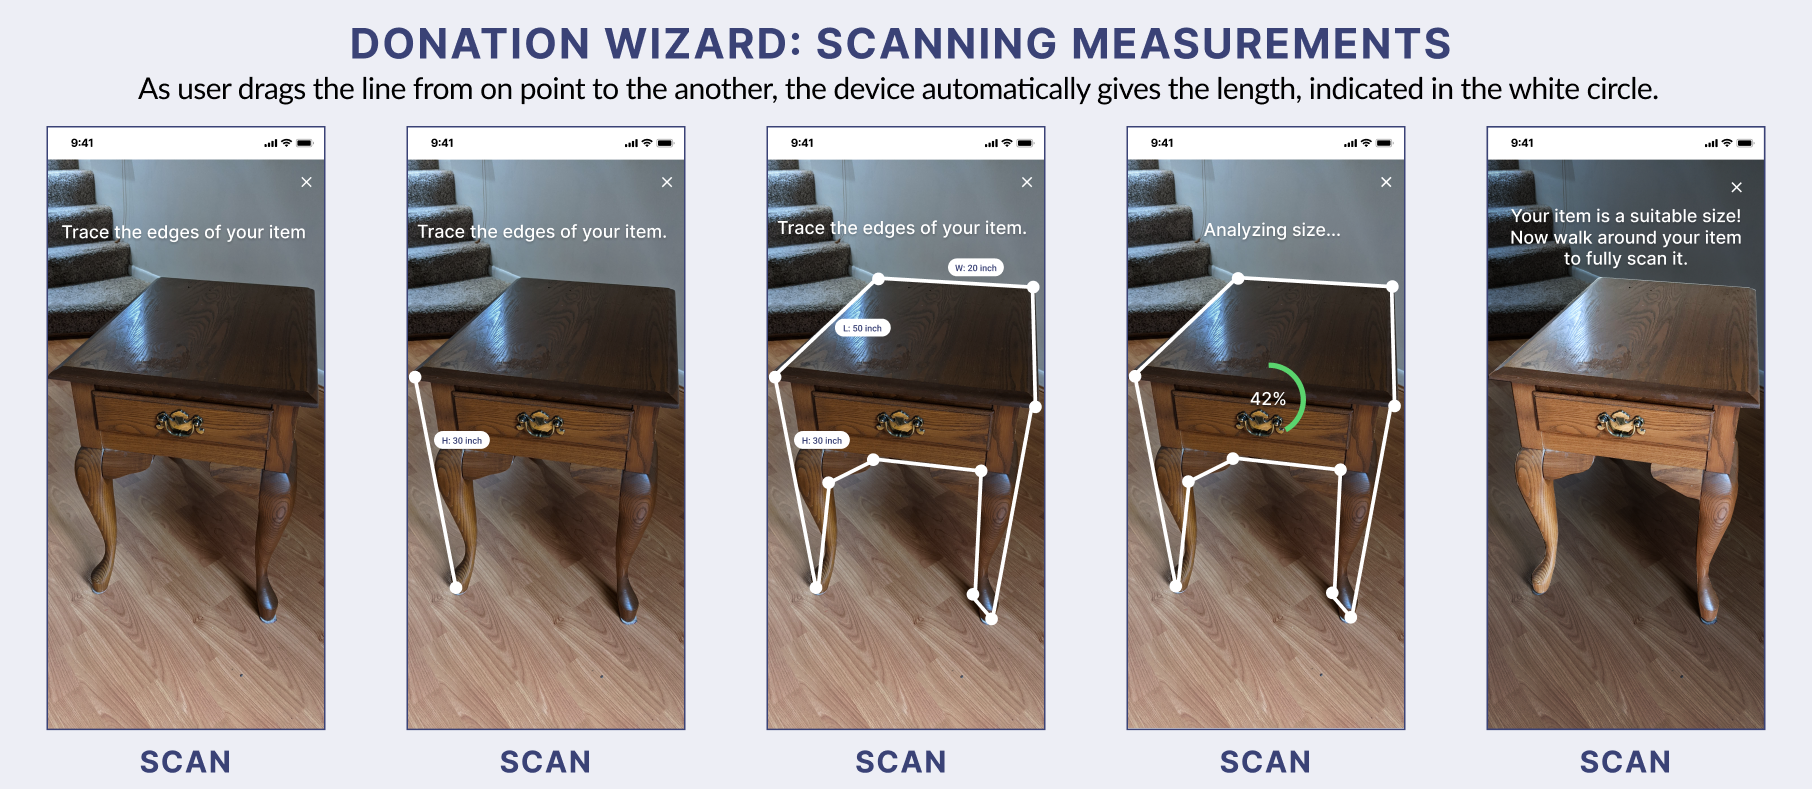 DONATION WIZARD: SCANNING MEASUREMENTS
As user drags the line from on point to the another, the device automatically gives the length, indicated in the white circle.
9:41
Trace the edges of your item
SCAN
9:41
Trace the edges of your item.
H: 30 inch
SCAN
9:41
Trace the edges of your item.
W: 20 inch
L: 50 inch
H: 30 inch
SCAN
9:41
Analyzing size...
42%
SCAN
9:41
Your item is a suitable size!
Now walk around your item
to fully scan it.
SCAN